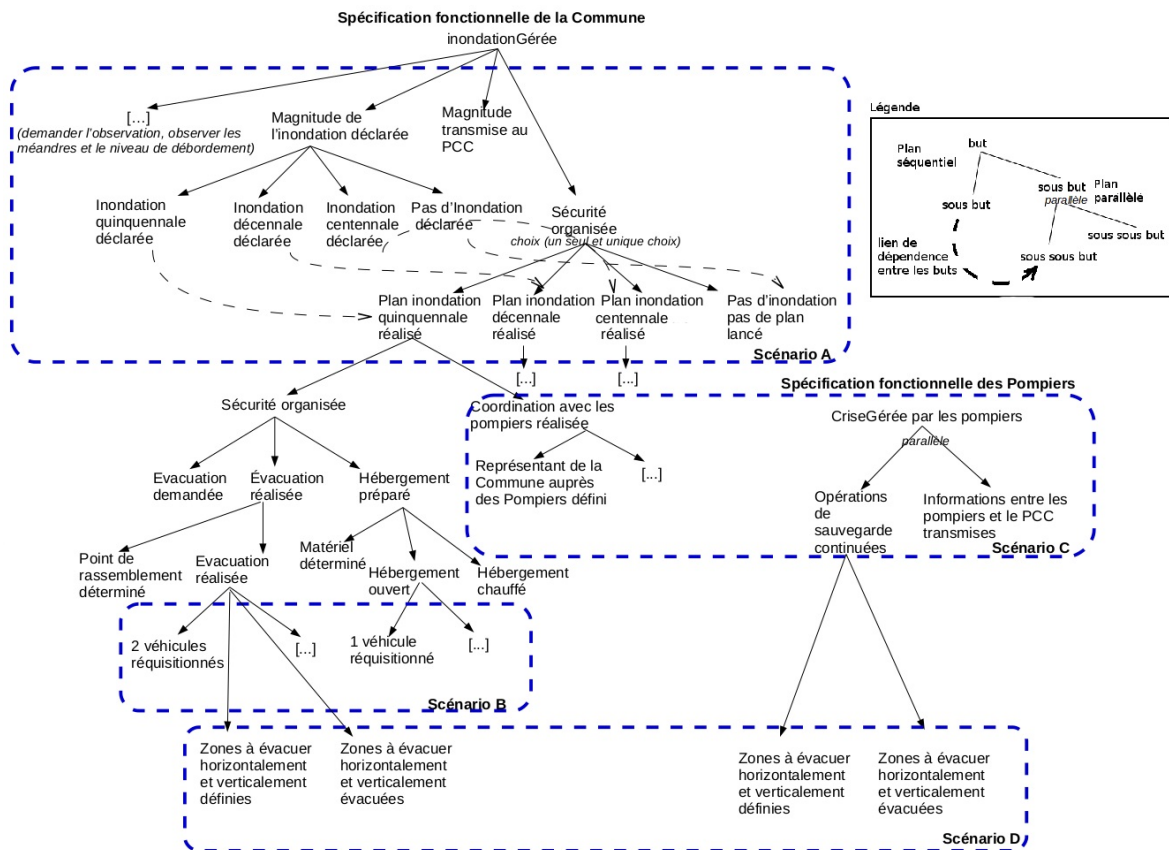 Spécification fonctionnelle de la Commune
inondationGérée
[...]
(demander l'observation, observer les
méandres et le niveau de débordement)
Magnitude de
l'inondation déclarée
Magnitude
transmise au
PCC
Inondation
quinquennale
déclarée
Inondation
décennale
déclarée
Inondation
centennale
déclarée
Pas d'Inondation
déclarée
Sécurité
organisée
choix (un seul et unique choix)
Plan inondation
quinquennale
réalisé
Plan inondation
décennale
réalisé
Plan inondation
centennale
réalisé
Pas d'inondation
pas de plan
lancé
Scénario A
Légende
Plan
séquentiel
but
sous but
sous but
parallèle
Plan
parallèle
sous sous but
sous sous but
lien de
dépendence
entre les buts
[...]
[...]
Sécurité organisée
Coordination avec les
pompiers réalisée
Représentant de la
Commune auprès
des Pompiers défini
[...]
Spécification fonctionnelle des Pompiers
CriseGérée par les pompiers
parallèle
Opérations
de
sauvegarde
continuées
Informations entre les
pompiers et le PCC
transmises
Scénario C
Evacuation
demandée
Évacuation
réalisée
Hébergement
préparé
Point de
rassemblement
déterminé
Evacuation
réalisée
Matériel
déterminé
Hébergement
ouvert
Hébergement
chauffé
2 véhicules
réquisitionnés
[...]
1 véhicule
réquisitionné
[...]
Scénario B
Zones à évacuer
horizontalement
et verticalement
définies
Zones à évacuer
horizontalement
et verticalement
évacuées
Zones à évacuer
horizontalement
et verticalement
définies
Zones à évacuer
horizontalement
et verticalement
évacuées
Scénario D